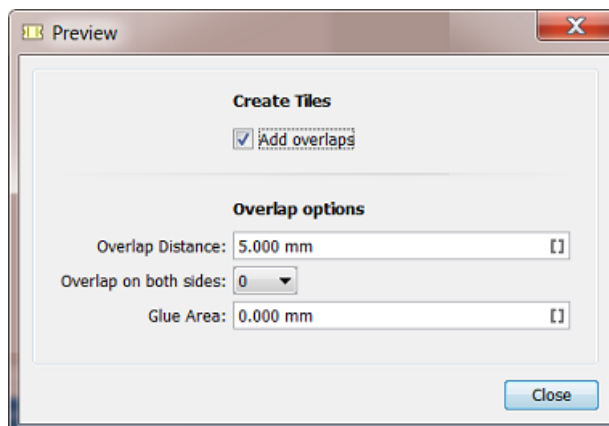 Preview
Create Tiles
Add overlaps
Overlap options
Overlap Distance: 5.000 mm
Overlap on both sides: 0
Glue Area: 0.000 mm
Close